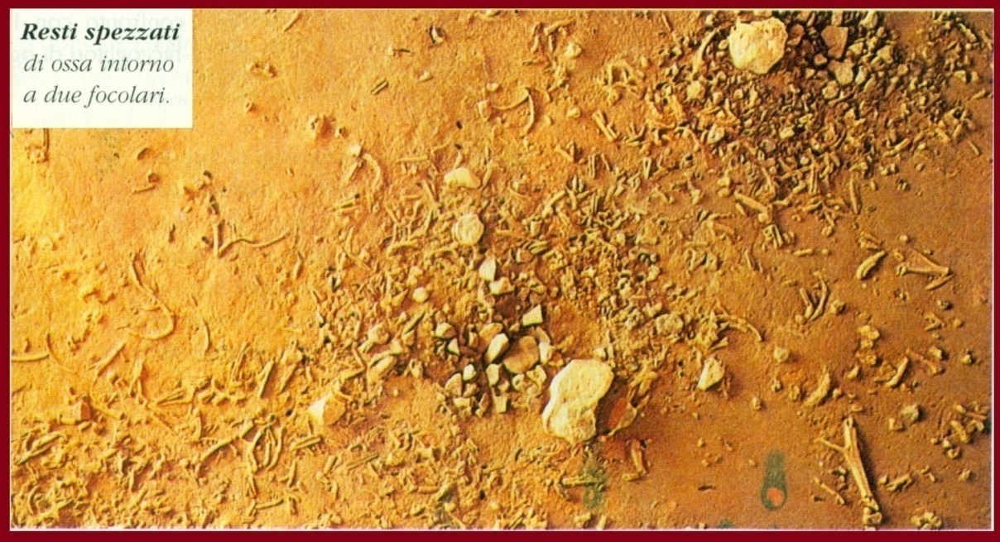 Resti spezzati
di ossa intorno
a due focolari.